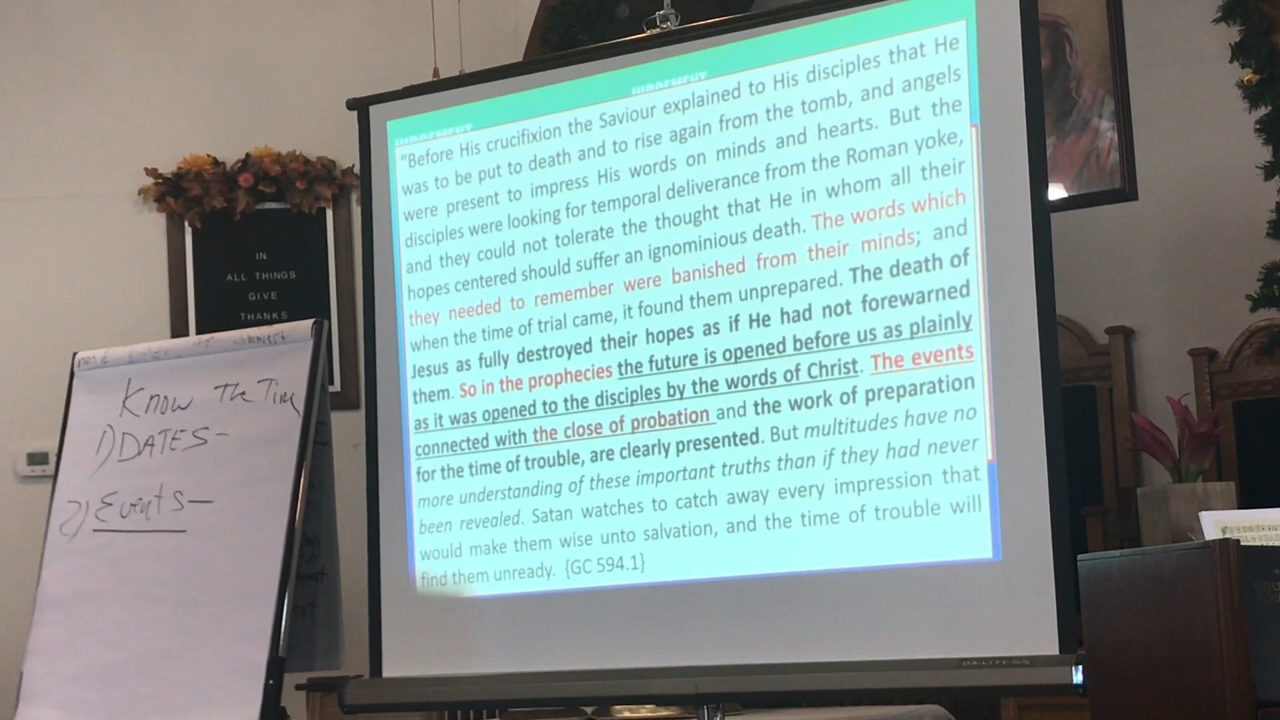 "Before His crucifixion the Saviour explained to His disciples that He
was to be put to death and to rise again from the tomb, and angels
were present to impress His words on minds and hearts. But the
disciples were looking for temporal deliverance from the Roman yoke,
and they could not tolerate the thought that He in whom all their
hopes centered should suffer an ignominious death. The words which
they needed to remember were banished from their minds; and
when the time of trial came, it found them unprepared. The death of
Jesus as fully destroyed their hopes as if He had not forewarned
them. So in the prophecies the future is opened before us as plainly
as it was opened to the disciples by the words of Christ. The events
connected with the close of probation and the work of preparation
for the time of trouble, are clearly presented. But multitudes have no
more understanding of these important truths than if they had never
been revealed. Satan watches to catch away every impression that
would make them wise unto salvation, and the time of trouble will
find them unready. {GC 594.1}
IN
ALL THINGS
GIVE
THANKS
Know The Tim
1) DATES-
2) Events-
DA-LITE